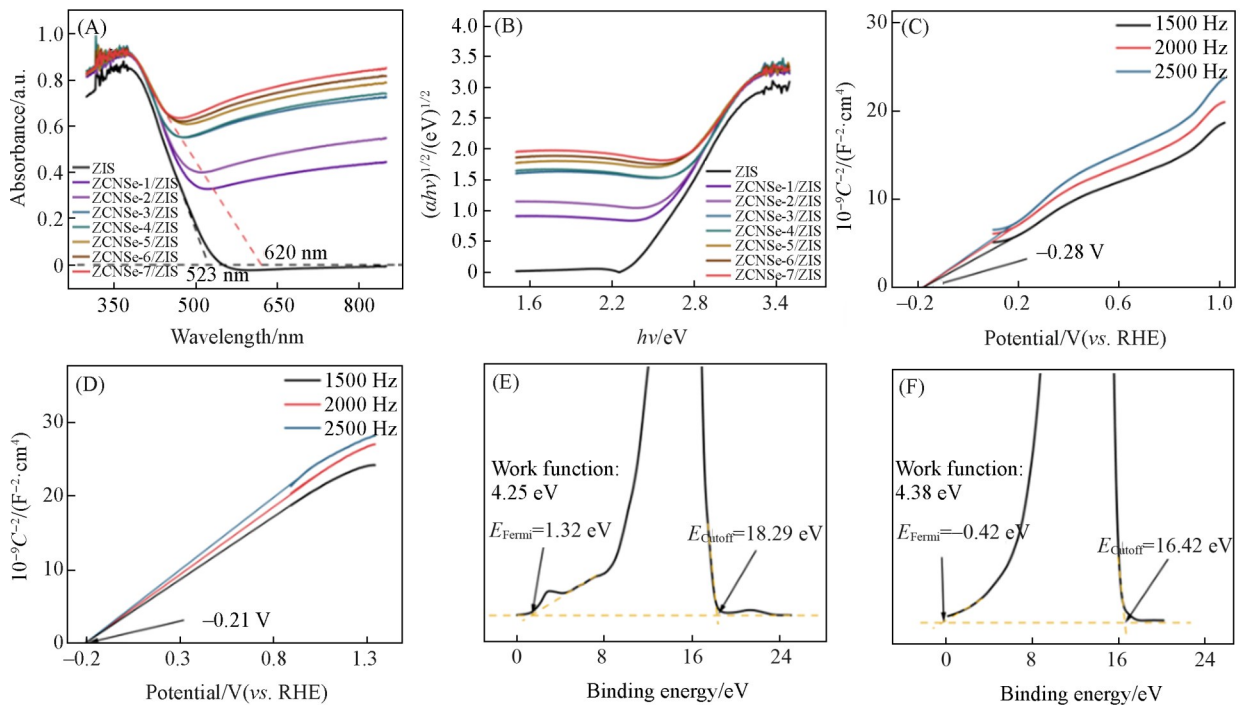 (A)
1.0
0.8
0.6
0.4
0.2
0
Absorbance/a.u.
ZIS
ZCNSe-1/ZIS
ZCNSe-2/ZIS
ZCNSe-3/ZIS
ZCNSe-4/ZIS
ZCNSe-5/ZIS
ZCNSe-6/ZIS
ZCNSe-7/ZIS
620 nm
523 nm
350 500 650 800
Wavelength/nm
(B)
4.0
3.5
3.0
2.5
2.0
1.5
1.0
0.5
0
(ahv)^1/2/(eV)^1/2
ZIS
ZCNSe-1/ZIS
ZCNSe-2/ZIS
ZCNSe-3/ZIS
ZCNSe-4/ZIS
ZCNSe-5/ZIS
ZCNSe-6/ZIS
ZCNSe-7/ZIS
1.6 2.2 2.8 3.4
hv/eV
(C)
1500 Hz
2000 Hz
2500 Hz
30
20
10
0
10⁻⁹C⁻²/(F⁻²·cm⁴)
−0.28 V
−0.2 0.2 0.6 1.0
Potential/V(vs. RHE)
(D)
1500 Hz
2000 Hz
2500 Hz
30
20
10
0
10⁻⁹C⁻²/(F⁻²·cm⁴)
−0.21 V
−0.2 0.3 0.8 1.3
Potential/V(vs. RHE)
(E)
Work function:
4.25 eV
E_Fermi=1.32 eV
E_Cutoff=18.29 eV
0 8 16 24
Binding energy/eV
(F)
Work function:
4.38 eV
E_Fermi=−0.42 eV
E_Cutoff=16.42 eV
0 8 16 24
Binding energy/eV